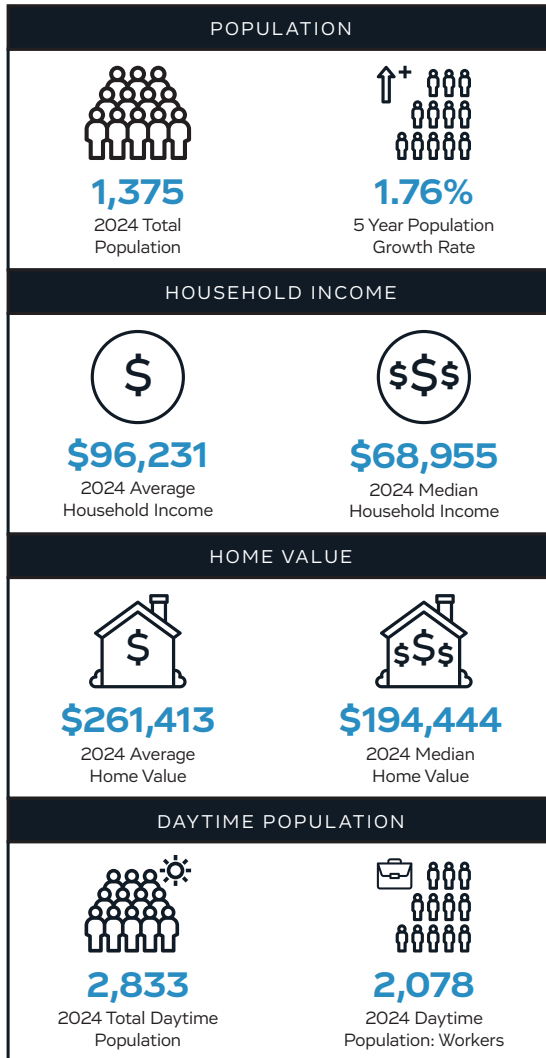 POPULATION
1,375
2024 Total
Population
1.76%
5 Year Population
Growth Rate
HOUSEHOLD INCOME
$
$96,231
2024 Average
Household Income
$$$
$68,955
2024 Median
Household Income
HOME VALUE
$
$261,413
2024 Average
Home Value
$$$
$194,444
2024 Median
Home Value
DAYTIME POPULATION
2,833
2024 Total Daytime
Population
2,078
2024 Daytime
Population: Workers